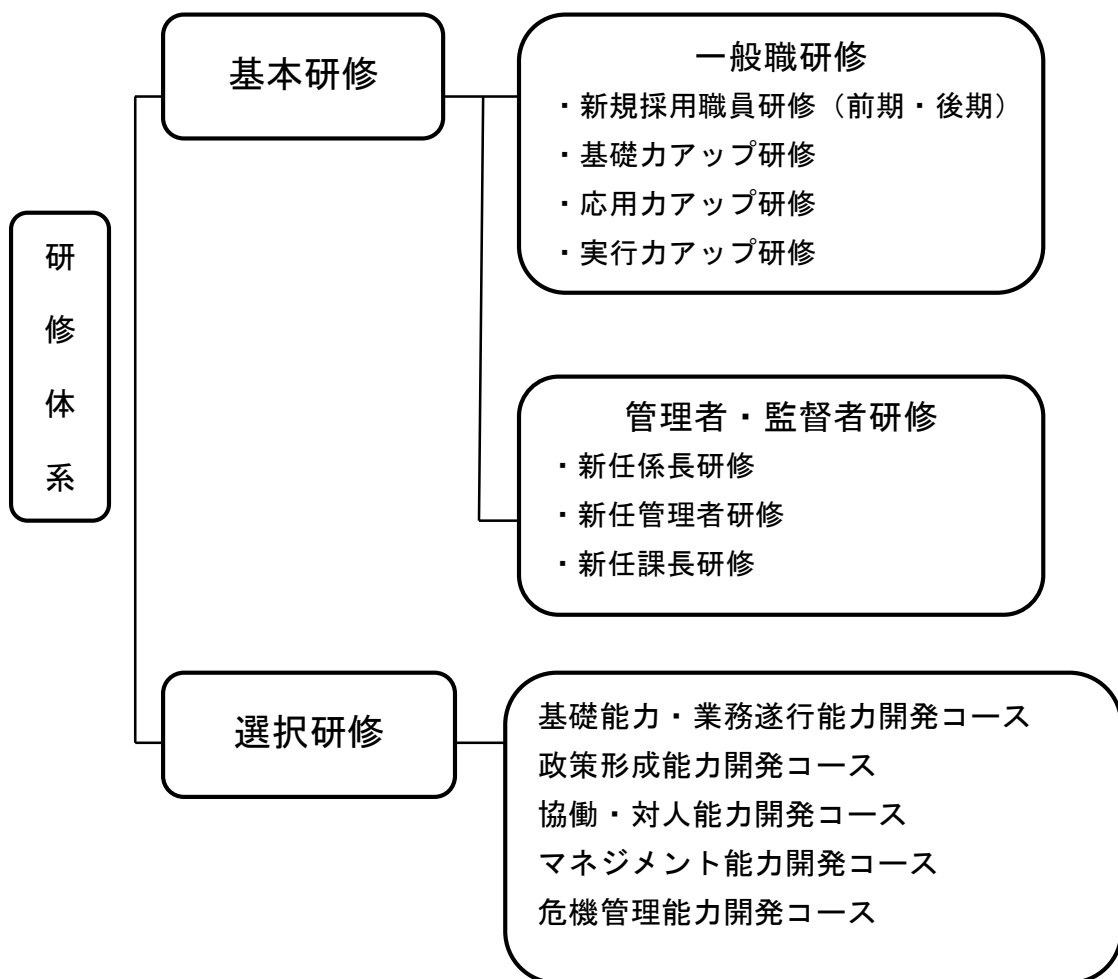 研修体系
基本研修
一般職研修
・新規採用職員研修（前期・後期）
・基礎力アップ研修
・応用力アップ研修
・実行力アップ研修
管理者・監督者研修
・新任係長研修
・新任管理者研修
・新任課長研修
選択研修
基礎能力・業務遂行能力開発コース
政策形成能力開発コース
協働・対人能力開発コース
マネジメント能力開発コース
危機管理能力開発コース